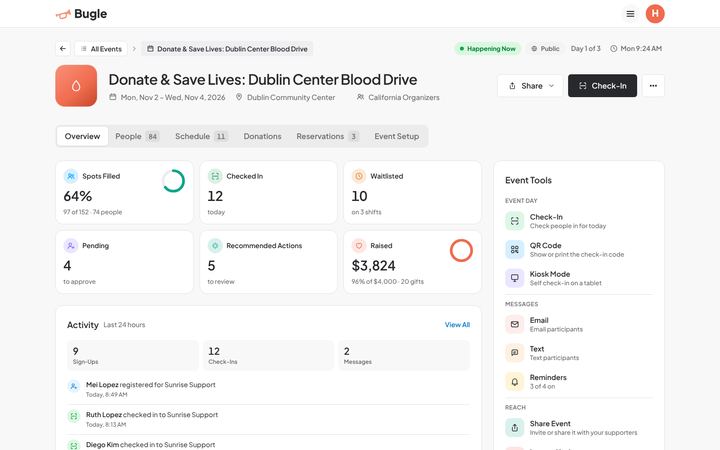 Bugle
H
All Events
Donate & Save Lives: Dublin Center Blood Drive
Happening Now
Public
Day 1 of 3
Mon 9:24 AM
Donate & Save Lives: Dublin Center Blood Drive
Mon, Nov 2 – Wed, Nov 4, 2026
Dublin Community Center
California Organizers
Share
Check-In
Overview
People 84
Schedule 11
Donations
Reservations 3
Event Setup
Spots Filled
64%
97 of 152 · 74 people
Checked In
12
today
Waitlisted
10
on 3 shifts
Pending
4
to approve
Recommended Actions
5
to review
Raised
$3,824
96% of $4,000 · 20 gifts
Activity Last 24 hours
View All
9
Sign-Ups
12
Check-Ins
2
Messages
Mei Lopez registered for Sunrise Support
Today, 8:49 AM
Ruth Lopez checked in to Sunrise Support
Today, 8:13 AM
Diego Kim checked in to Sunrise Support
Event Tools
EVENT DAY
Check-In
Check people in for today
QR Code
Show or print the check-in code
Kiosk Mode
Self check-in on a tablet
MESSAGES
Email
Email participants
Text
Text participants
Reminders
3 of 4 on
REACH
Share Event
Invite or share it with your supporters